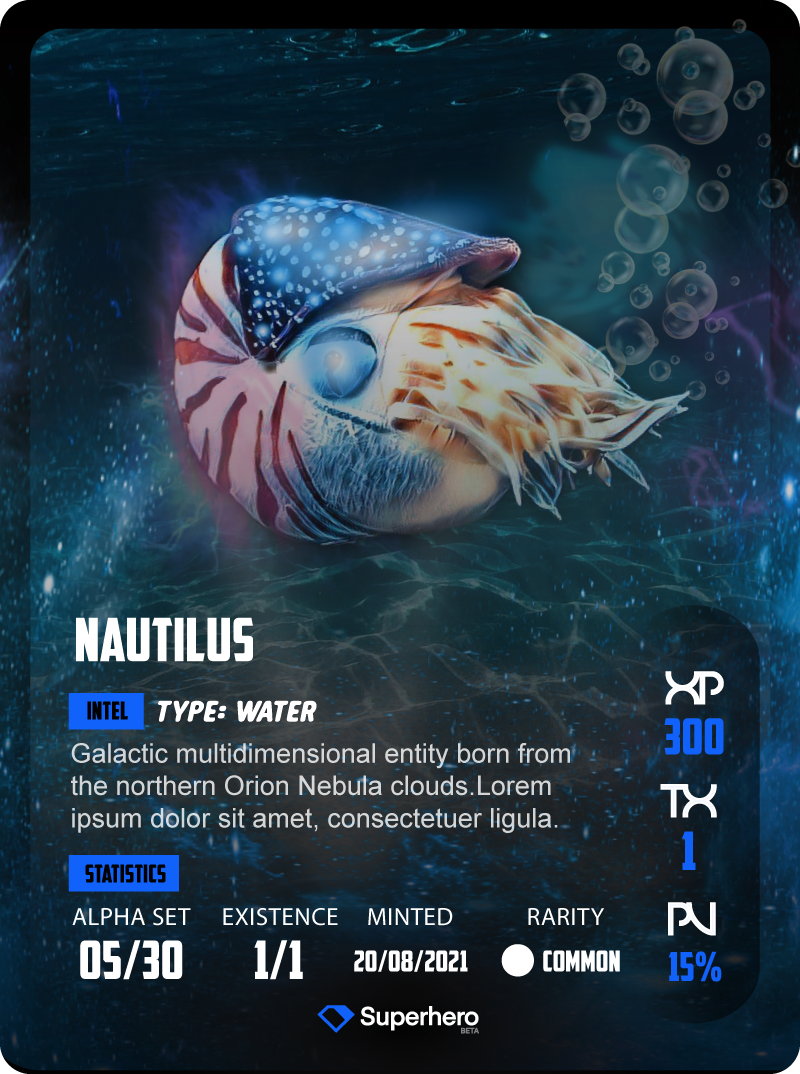 NAUTILUS
INTEL TYPE: WATER
Galactic multidimensional entity born from
the northern Orion Nebula clouds.Lorem
ipsum dolor sit amet, consectetuer ligula.
STATISTICS
ALPHA SET EXISTENCE MINTED RARITY
05/30 1/1 20/08/2021 COMMON
XP
300
TX
1
PV
15%
Superhero
BETA